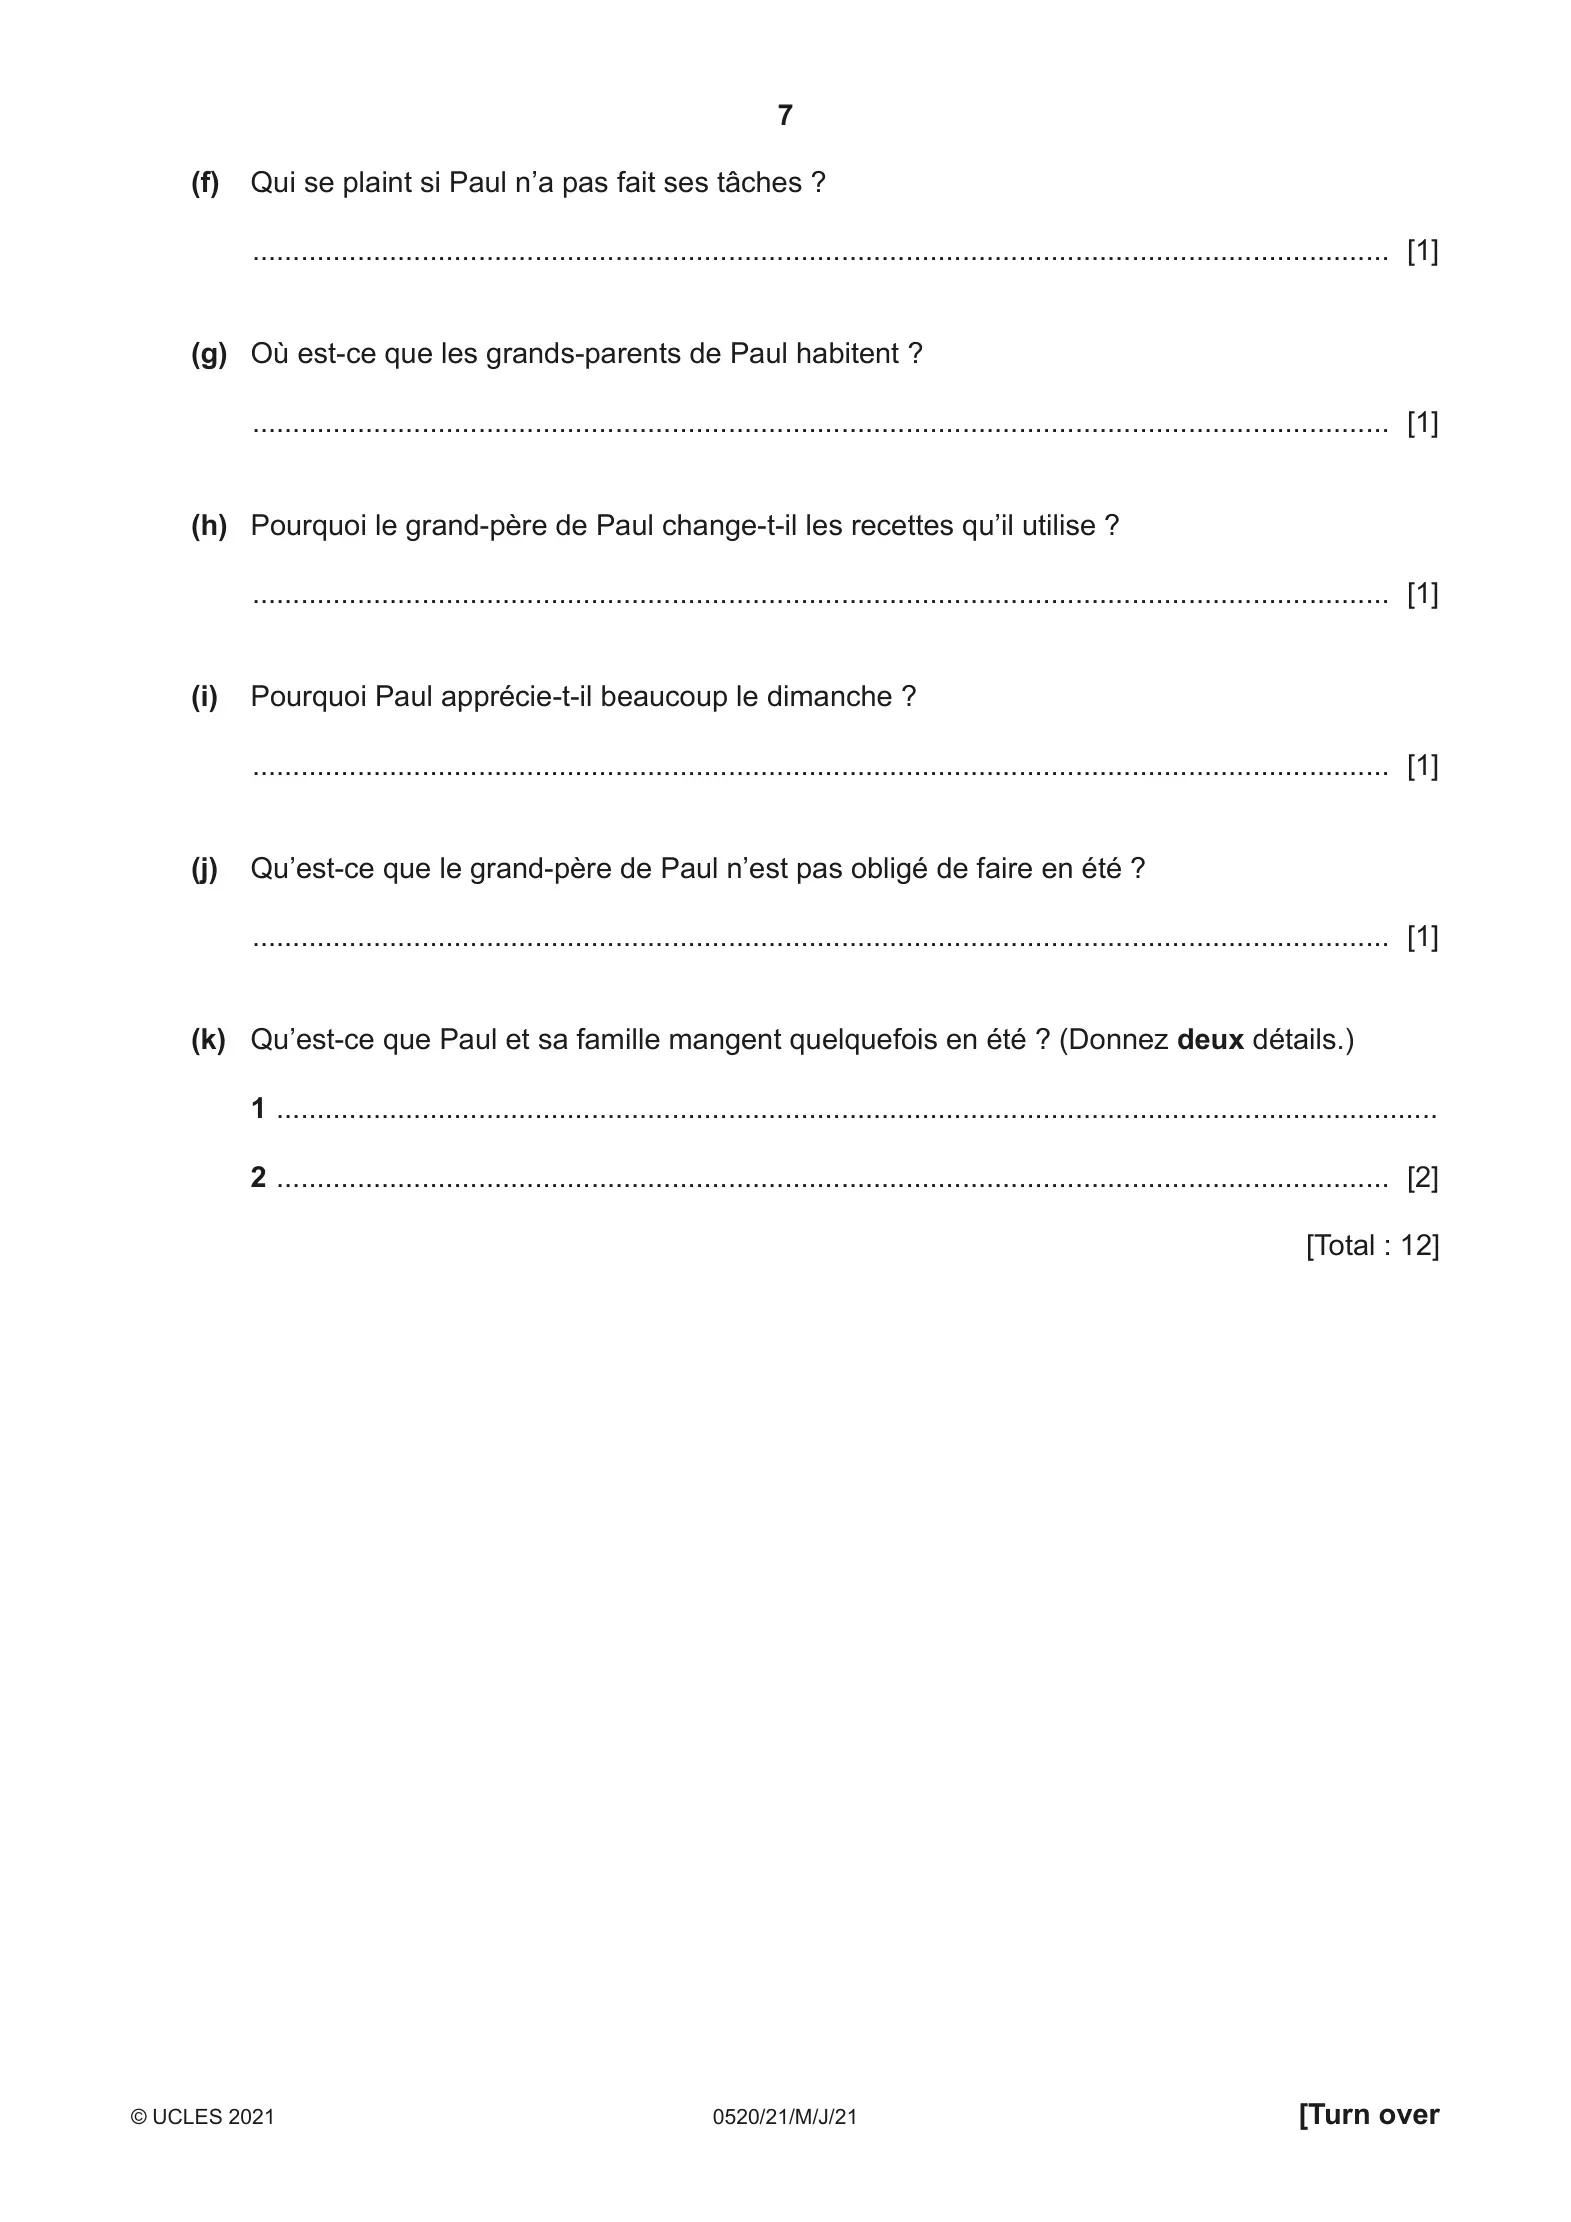 7
(f) Qui se plaint si Paul n’a pas fait ses tâches ?
.............................................................................................................................................. [1]
(g) Où est-ce que les grands-parents de Paul habitent ?
.............................................................................................................................................. [1]
(h) Pourquoi le grand-père de Paul change-t-il les recettes qu’il utilise ?
.............................................................................................................................................. [1]
(i) Pourquoi Paul apprécie-t-il beaucoup le dimanche ?
.............................................................................................................................................. [1]
(j) Qu’est-ce que le grand-père de Paul n’est pas obligé de faire en été ?
.............................................................................................................................................. [1]
(k) Qu’est-ce que Paul et sa famille mangent quelquefois en été ? (Donnez deux détails.)
1 .................................................................................................................................................
2 ........................................................................................................................................... [2]
[Total : 12]
© UCLES 2021 0520/21/M/J/21 [Turn over